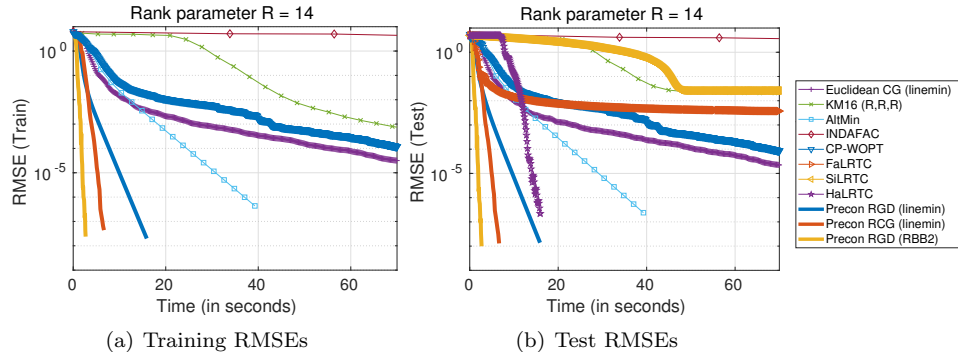 Rank parameter R = 14
10^0
10^-5
RMSE (Train)
0
20
40
60
Time (in seconds)
(a) Training RMSEs
Rank parameter R = 14
10^0
10^-5
RMSE (Test)
0
20
40
60
Time (in seconds)
(b) Test RMSEs
Euclidean CG (linemin)
KM16 (R,R,R)
AltMin
INDAFAC
CP-WOPT
FaLRTC
SiLRTC
HaLRTC
Precon RGD (linemin)
Precon RCG (linemin)
Precon RGD (RBB2)